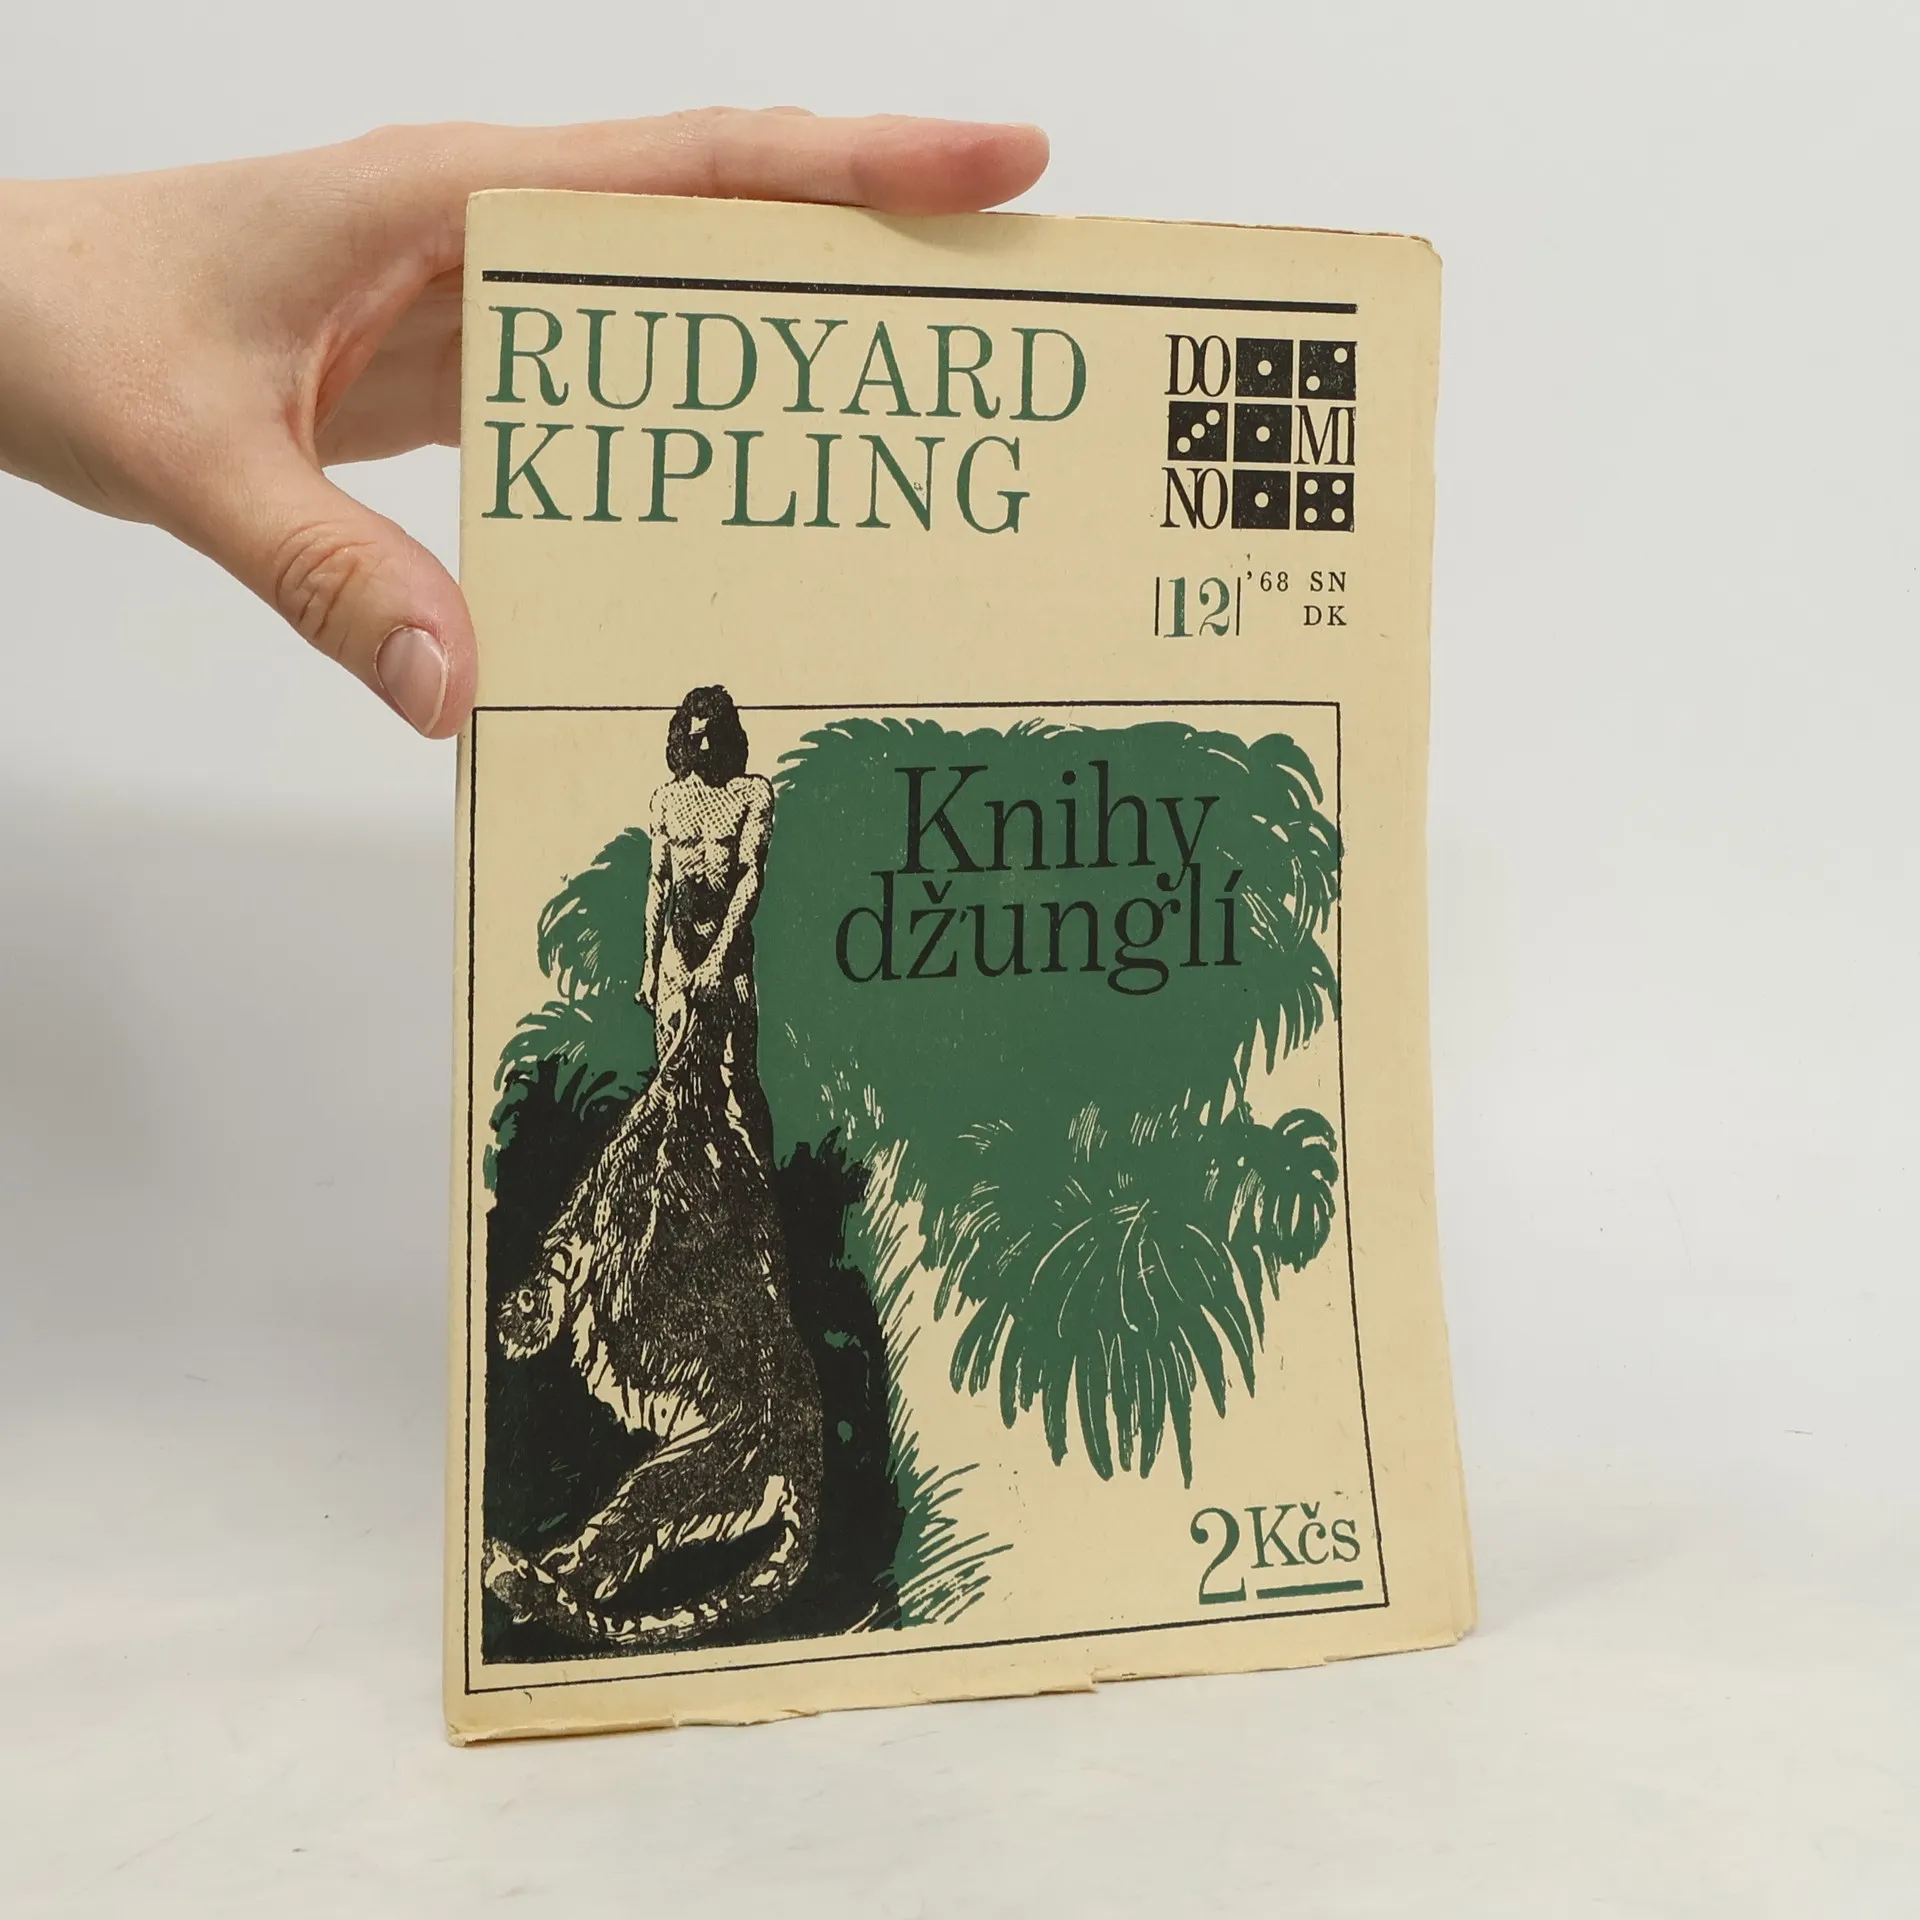 RUDYARD
KIPLING
DO
MI
NO
12 '68 SN
DK
Knihy
džunglí
2 Kčs